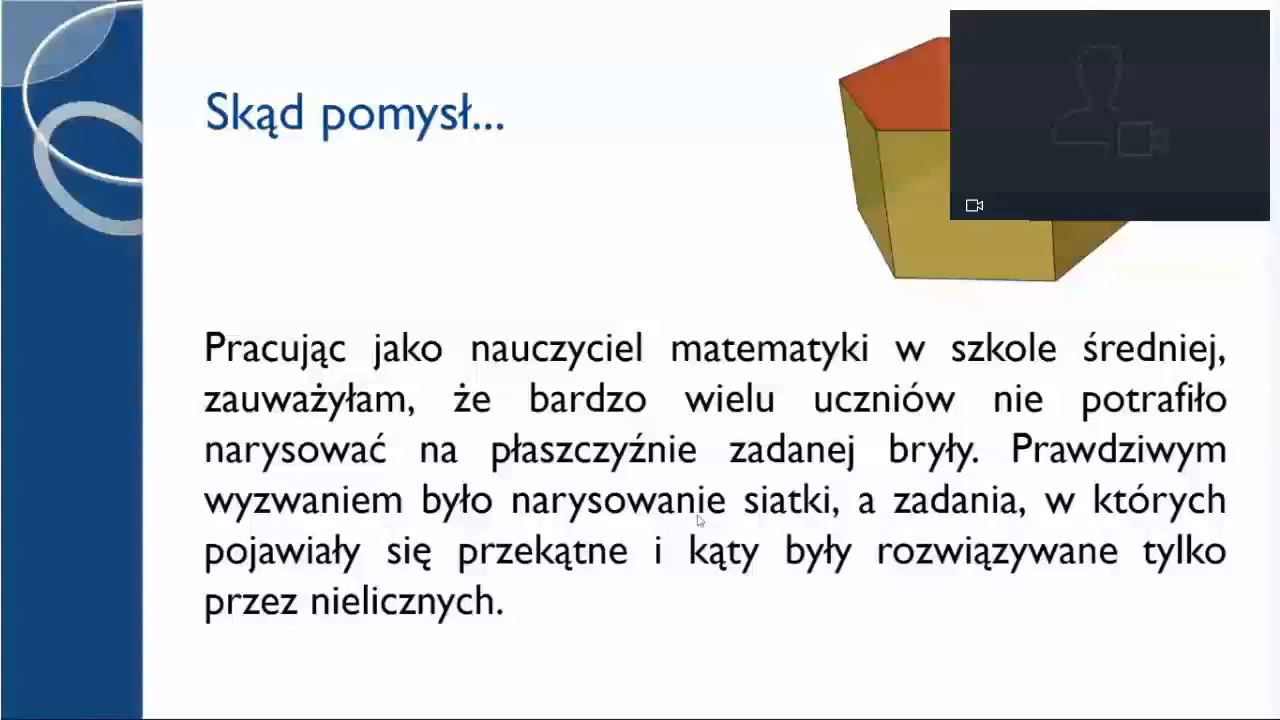 Skąd pomysł...
Pracując jako nauczyciel matematyki w szkole średniej,
zauważyłam, że bardzo wielu uczniów nie potrafiło
narysować na płaszczyźnie zadanej bryły. Prawdziwym
wyzwaniem było narysowanie siatki, a zadania, w których
pojawiały się przekątne i kąty były rozwiązywane tylko
przez nielicznych.